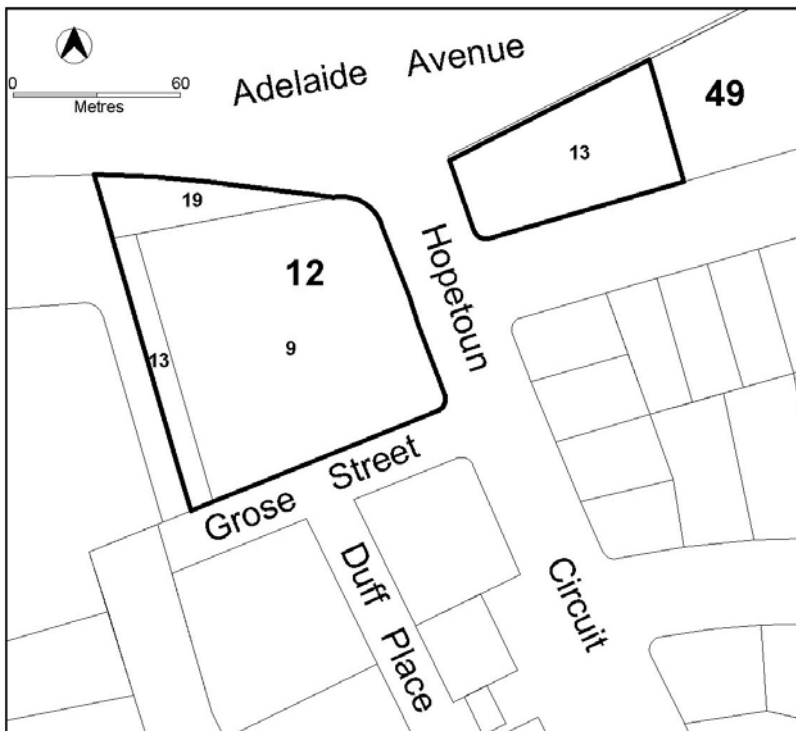 Adelaide Avenue
0 60
Metres
49
13
19
Hopetoun
12
13
9
Grose Street
Duff Place
Circuit